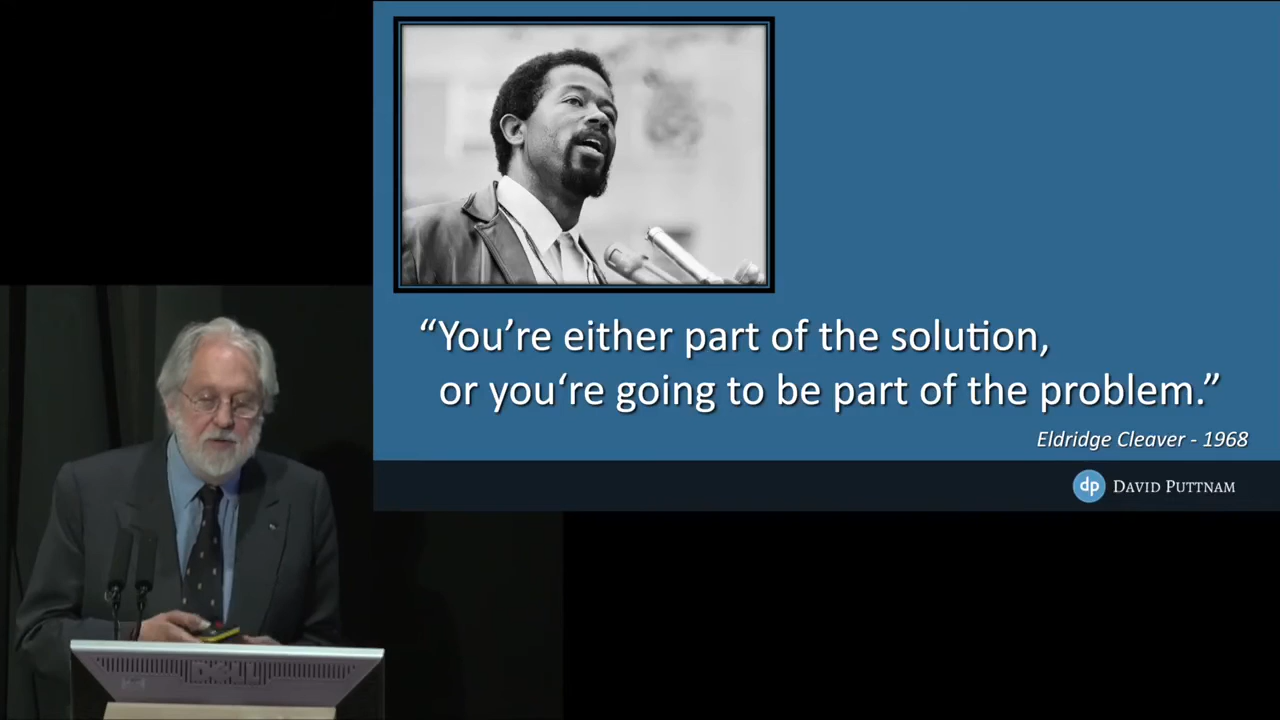 “You’re either part of the solution,
or you‘re going to be part of the problem.”
Eldridge Cleaver - 1968
dp DAVID PUTTNAM
DELL